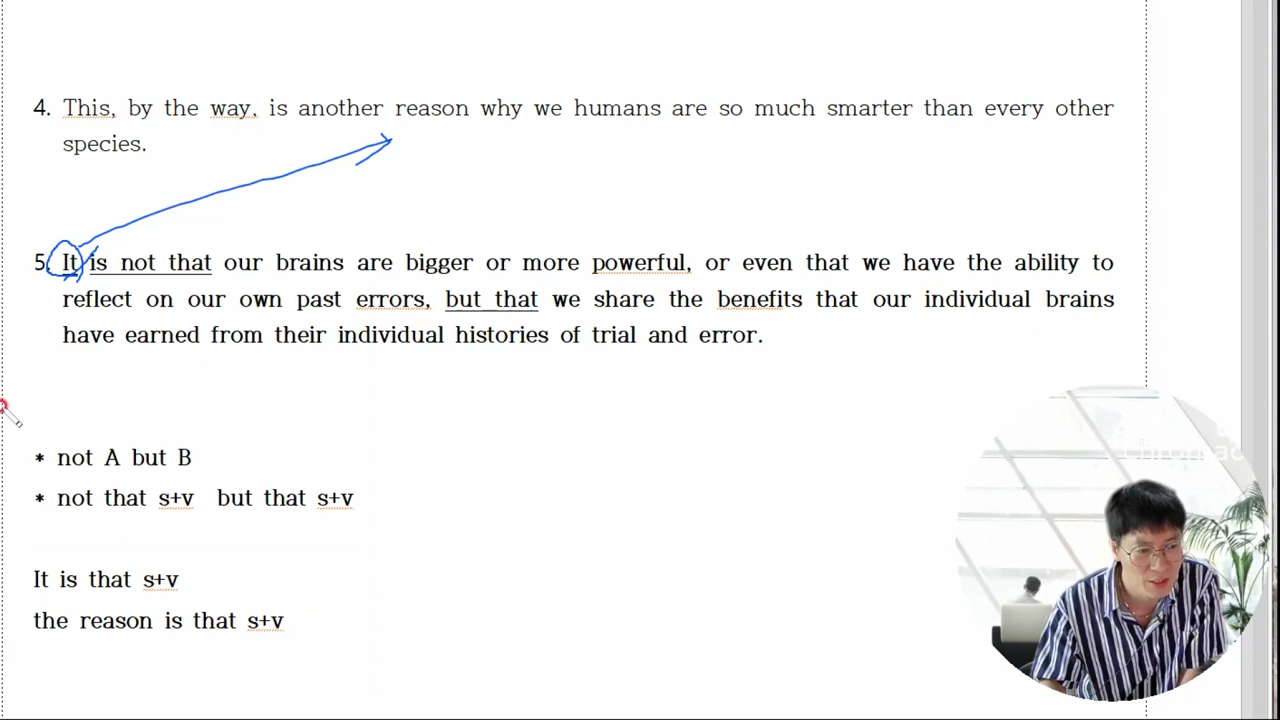 4. This, by the way, is another reason why we humans are so much smarter than every other
species.
5. It is not that our brains are bigger or more powerful, or even that we have the ability to
reflect on our own past errors, but that we share the benefits that our individual brains
have earned from their individual histories of trial and error.
* not A but B
* not that s+v but that s+v
It is that s+v
the reason is that s+v